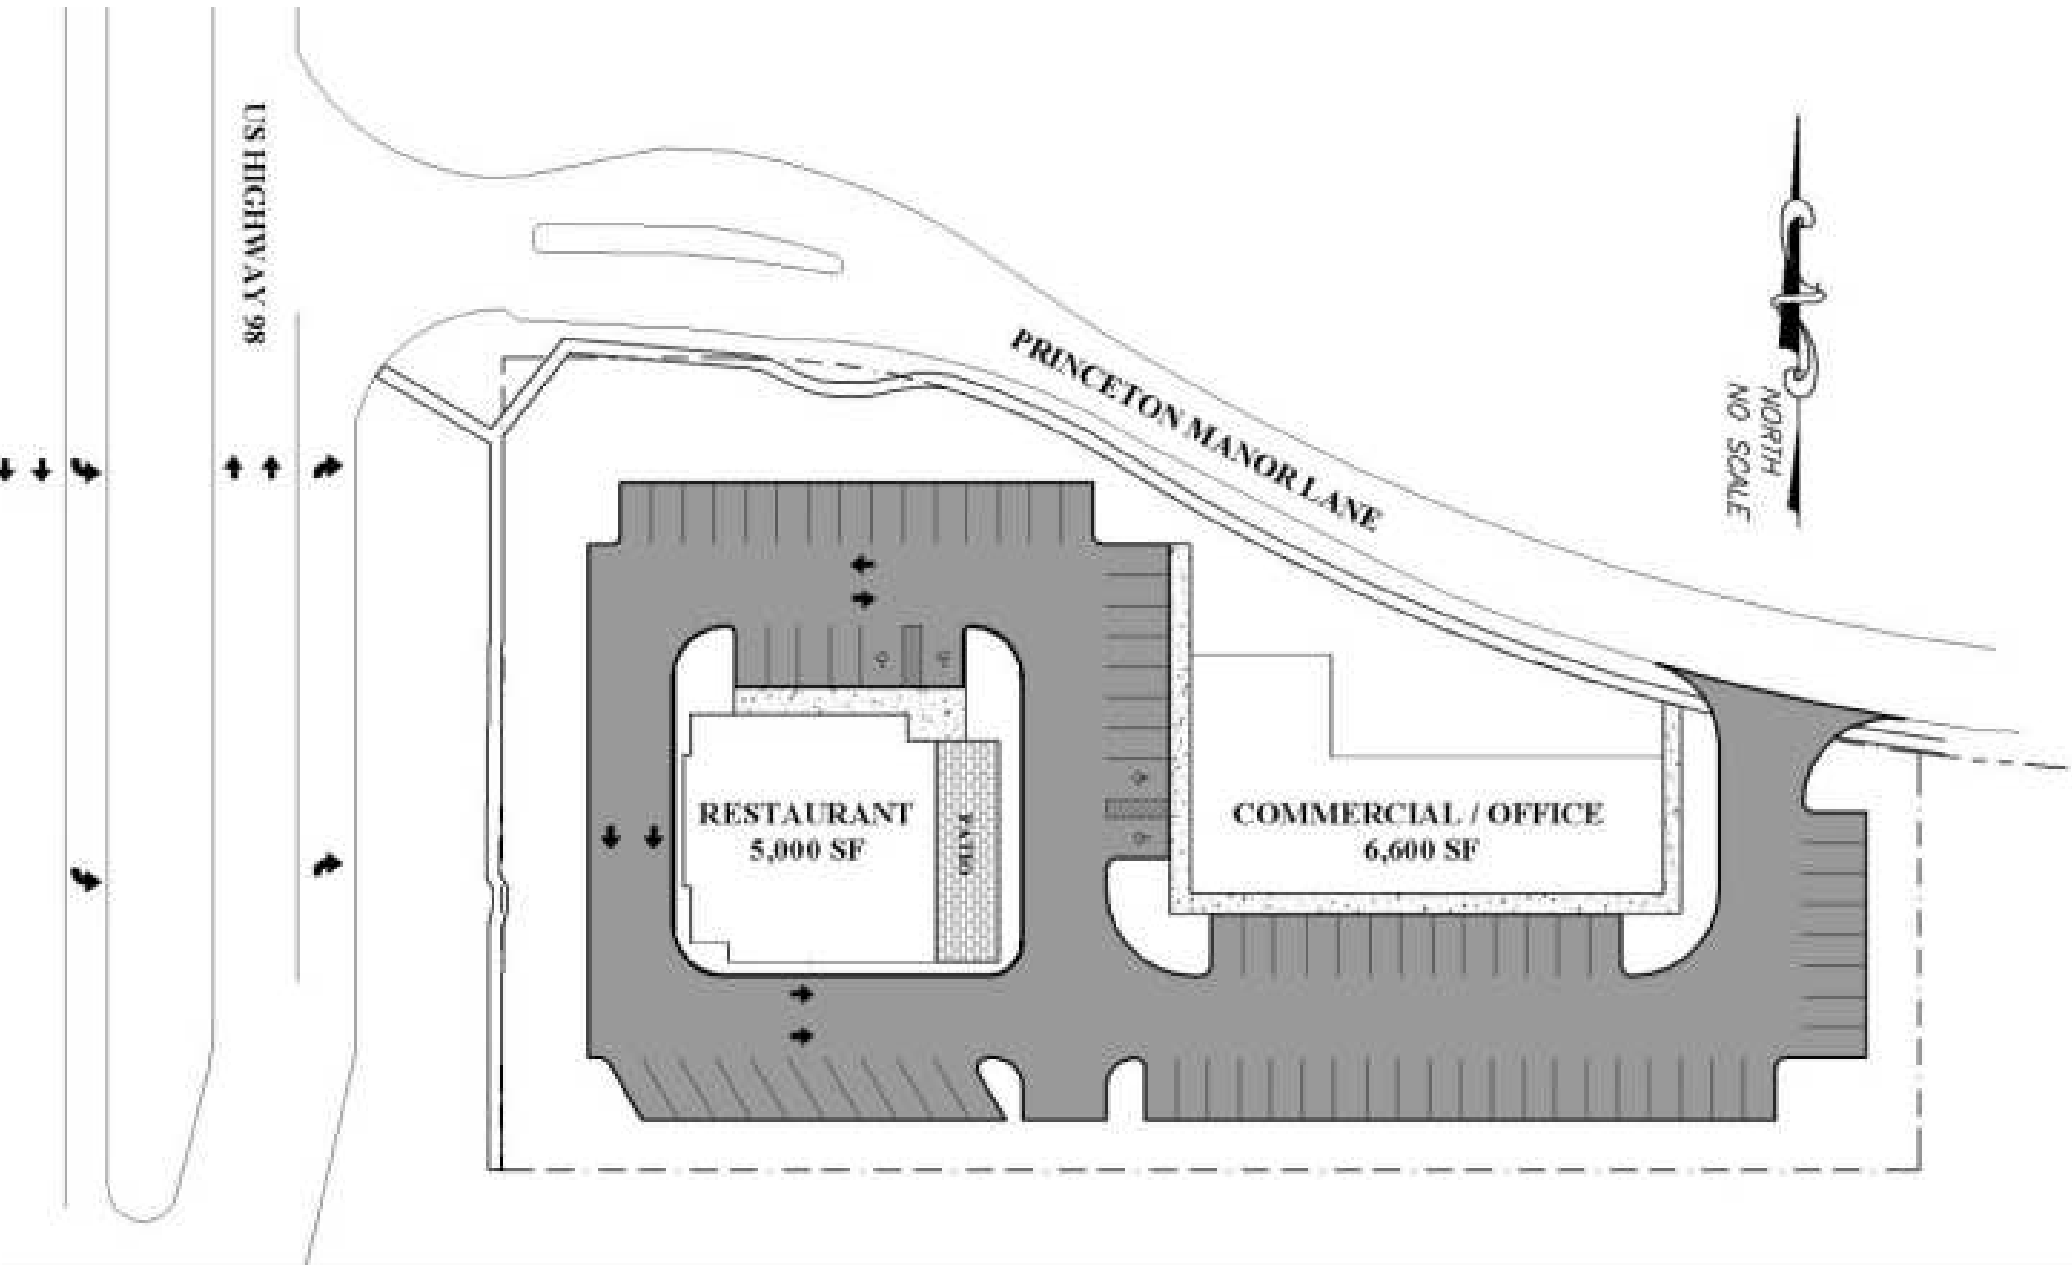 US HIGHWAY 98
PRINCETON MANOR LANE
NORTH
NO SCALE
RESTAURANT
5,000 SF
PATIO
COMMERCIAL / OFFICE
6,600 SF